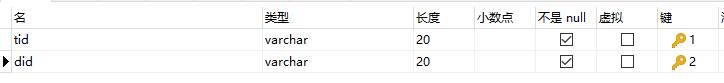 名 类型 长度 小数点 不是 null 虚拟 键
tid varchar 20 1
did varchar 20 2